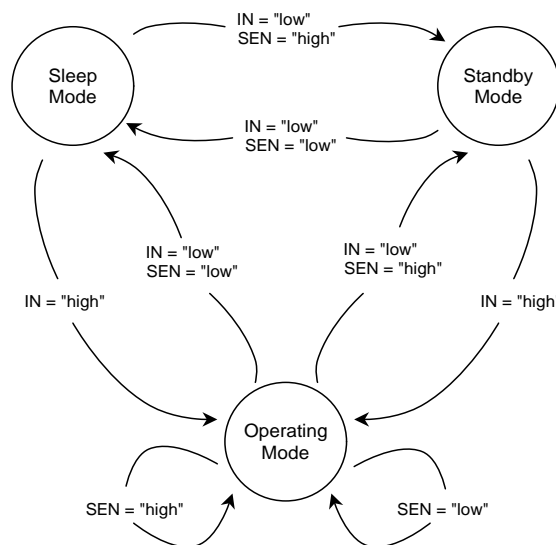 IN = "low"
SEN = "high"
Sleep
Mode
Standby
Mode
IN = "low"
SEN = "low"
IN = "low"
SEN = "low"
IN = "low"
SEN = "high"
IN = "high"
IN = "high
Operating
Mode
SEN = "high"
SEN = "low"